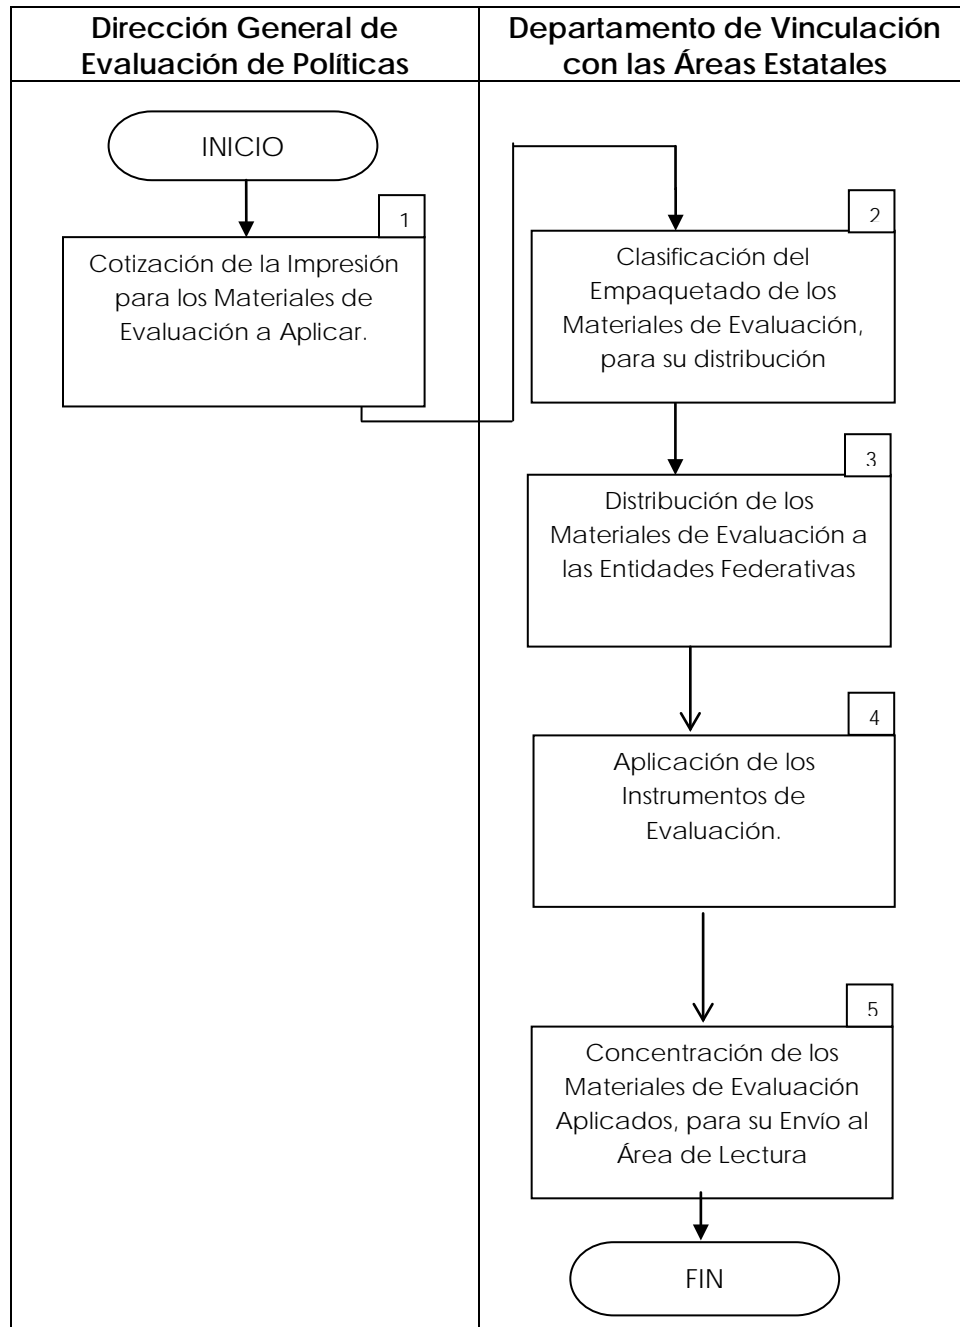 Dirección General de
Evaluación de Políticas
Departamento de Vinculación
con las Áreas Estatales
INICIO
1
Cotización de la Impresión
para los Materiales de
Evaluación a Aplicar.
2
Clasificación del
Empaquetado de los
Materiales de Evaluación,
para su distribución
3
Distribución de los
Materiales de Evaluación a
las Entidades Federativas
4
Aplicación de los
Instrumentos de
Evaluación.
5
Concentración de los
Materiales de Evaluación
Aplicados, para su Envío al
Área de Lectura
FIN